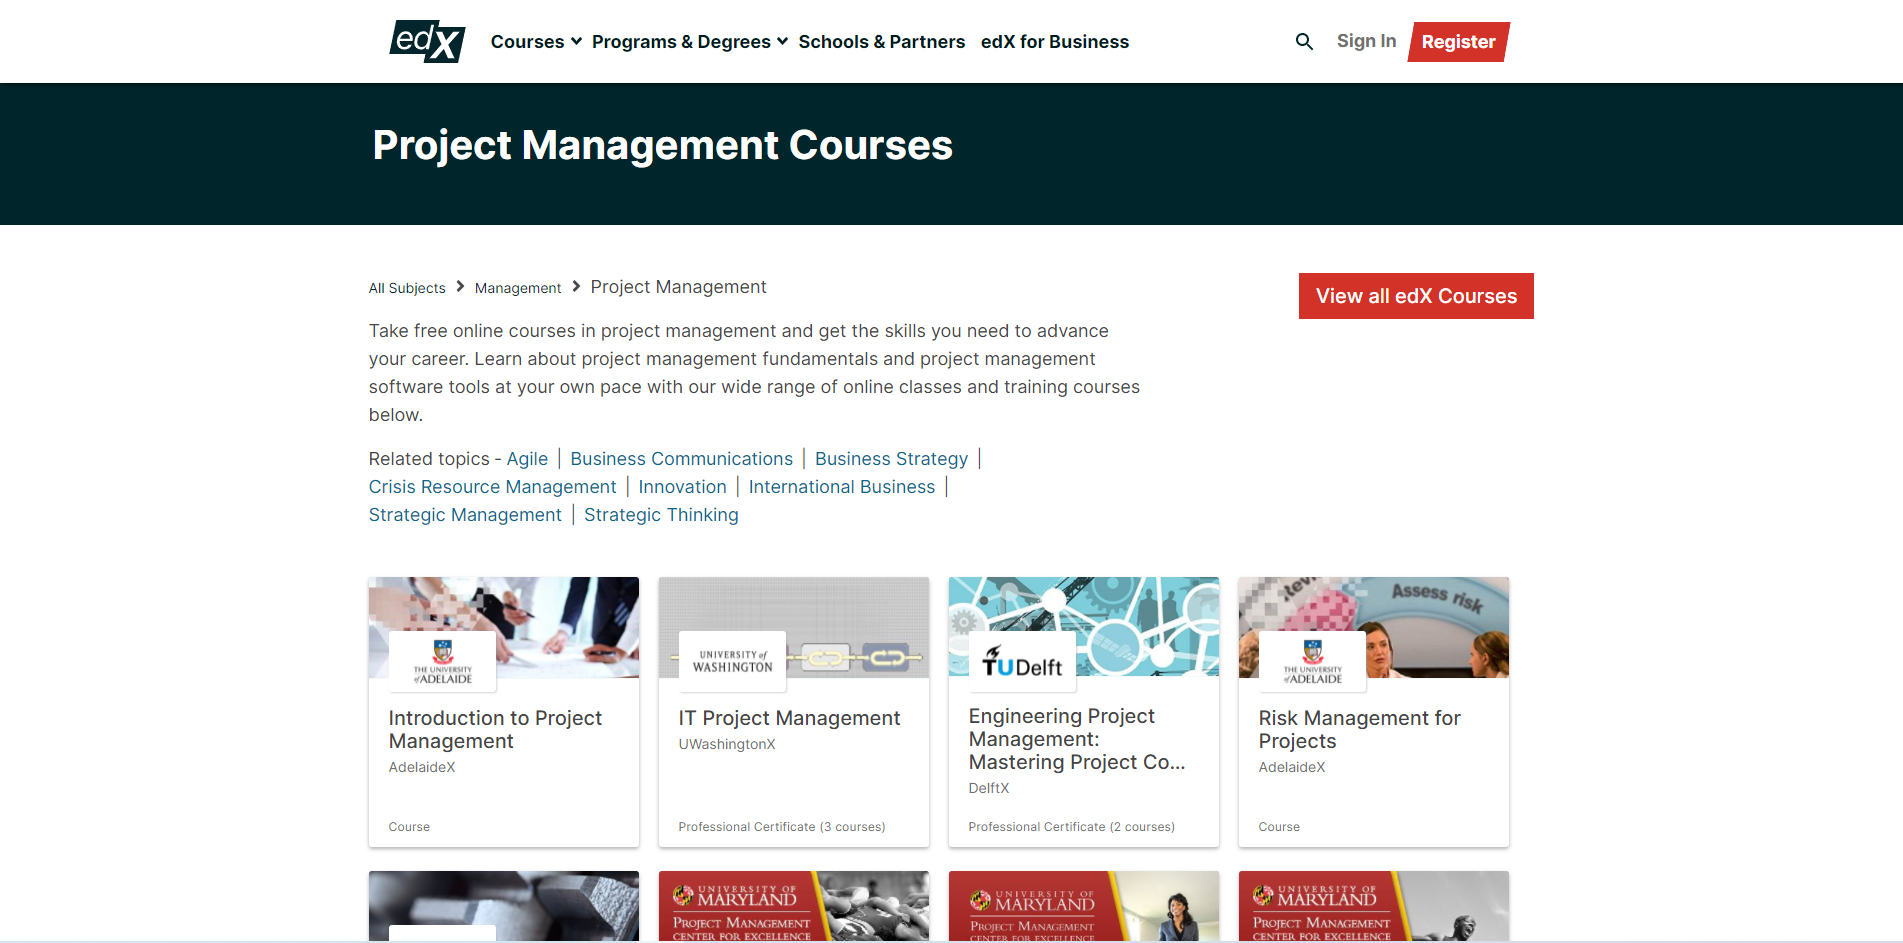 edX
Courses Programs & Degrees Schools & Partners edX for Business Sign In Register
Project Management Courses
All Subjects Management Project Management
View all edX Courses
Take free online courses in project management and get the skills you need to advance
your career. Learn about project management fundamentals and project management
software tools at your own pace with our wide range of online classes and training courses
below.
Related topics - Agile | Business Communications | Business Strategy |
Crisis Resource Management | Innovation | International Business |
Strategic Management | Strategic Thinking
THE UNIVERSITY
of ADELAIDE
Introduction to Project
Management
AdelaideX
Course
UNIVERSITY of
WASHINGTON
IT Project Management
UWashingtonX
Professional Certificate (3 courses)
TUDelft
Engineering Project
Management:
Mastering Project Co...
DelftX
Professional Certificate (2 courses)
Assess risk
THE UNIVERSITY
of ADELAIDE
Risk Management for
Projects
AdelaideX
Course
UNIVERSITY OF
MARYLAND
PROJECT MANAGEMENT
CENTER FOR EXCELLENCE
UNIVERSITY OF
MARYLAND
PROJECT MANAGEMENT
CENTER FOR EXCELLENCE
UNIVERSITY OF
MARYLAND
PROJECT MANAGEMENT
CENTER FOR EXCELLENCE